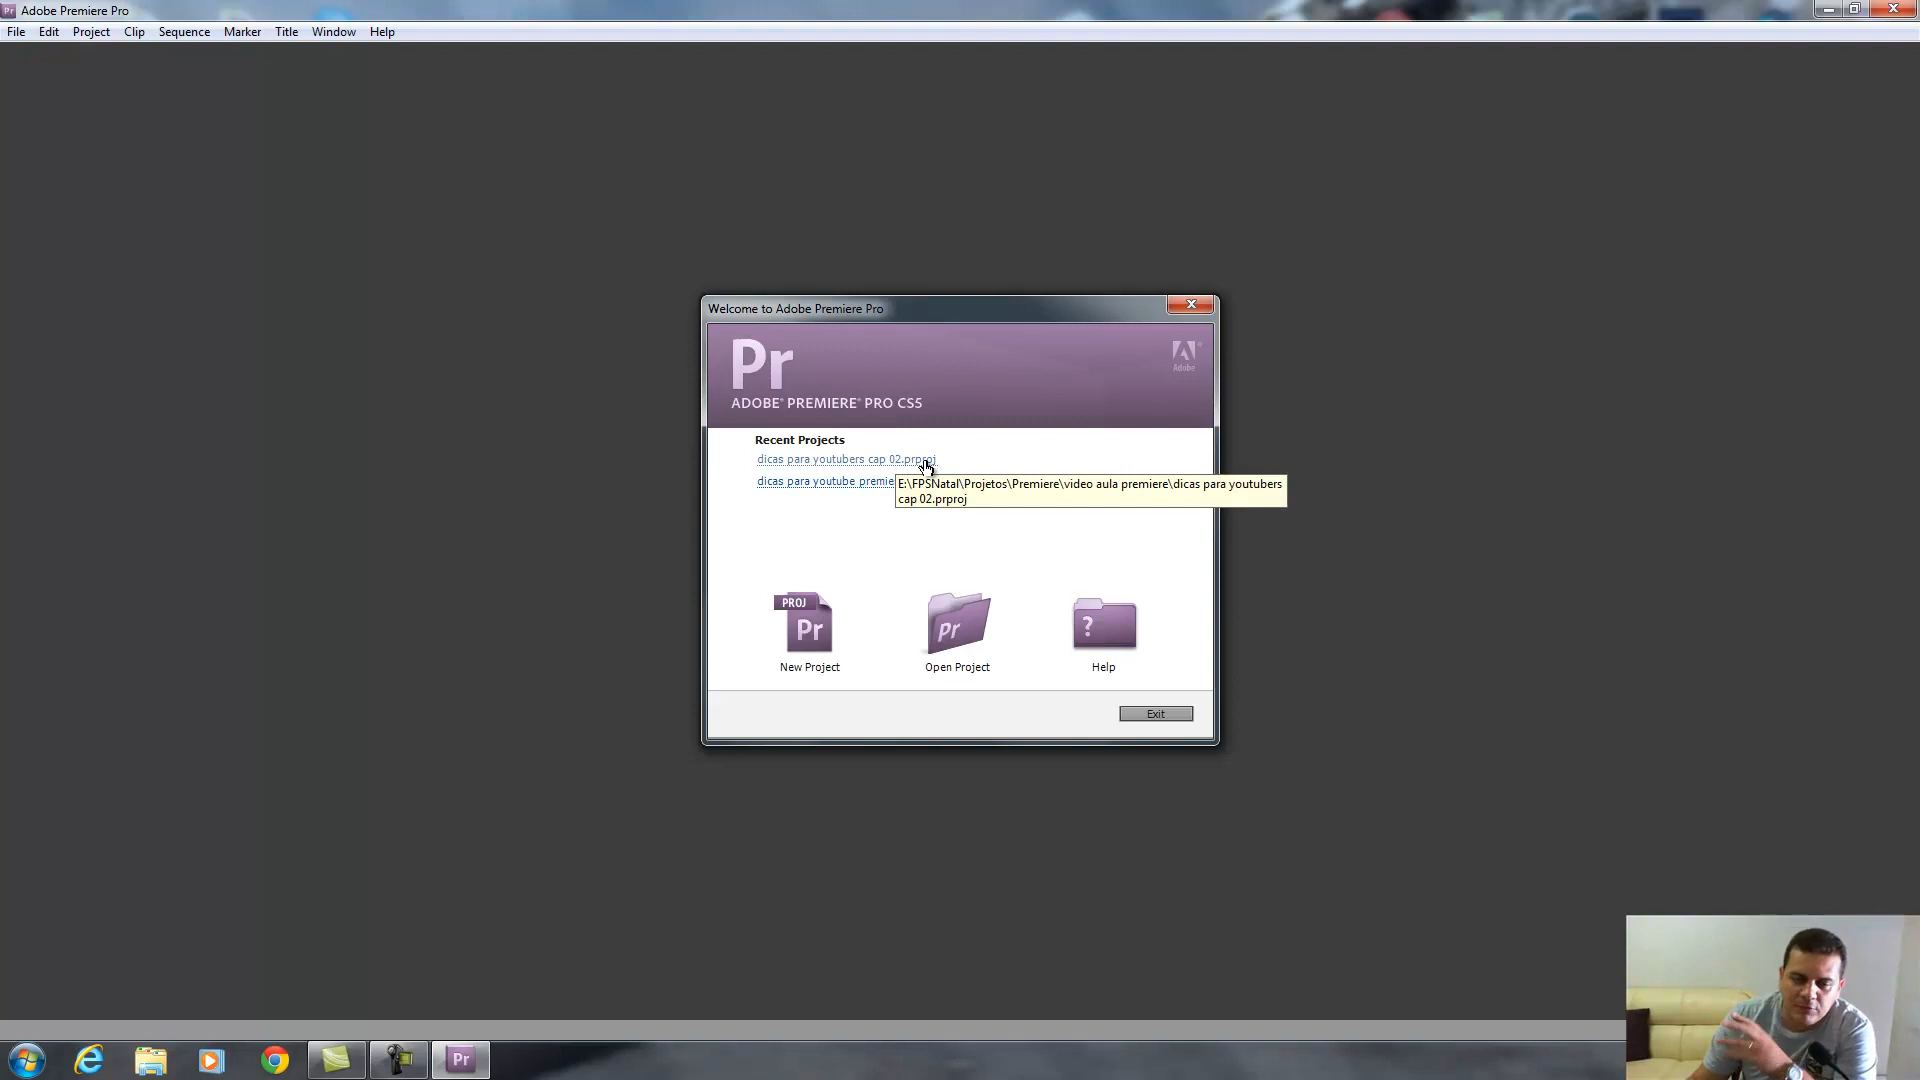 Adobe Premiere Pro
File Edit Project Clip Sequence Marker Title Window Help
Welcome to Adobe Premiere Pro
Pr
Adobe
ADOBE® PREMIERE® PRO CS5
Recent Projects
dicas para youtubers cap 02.prproj
dicas para youtube premie
E:\FPSNatal\Projetos\Premiere\video aula premiere\dicas para youtubers
cap 02.prproj
PROJ
Pr
Pr
?
New Project
Open Project
Help
Exit
Pr